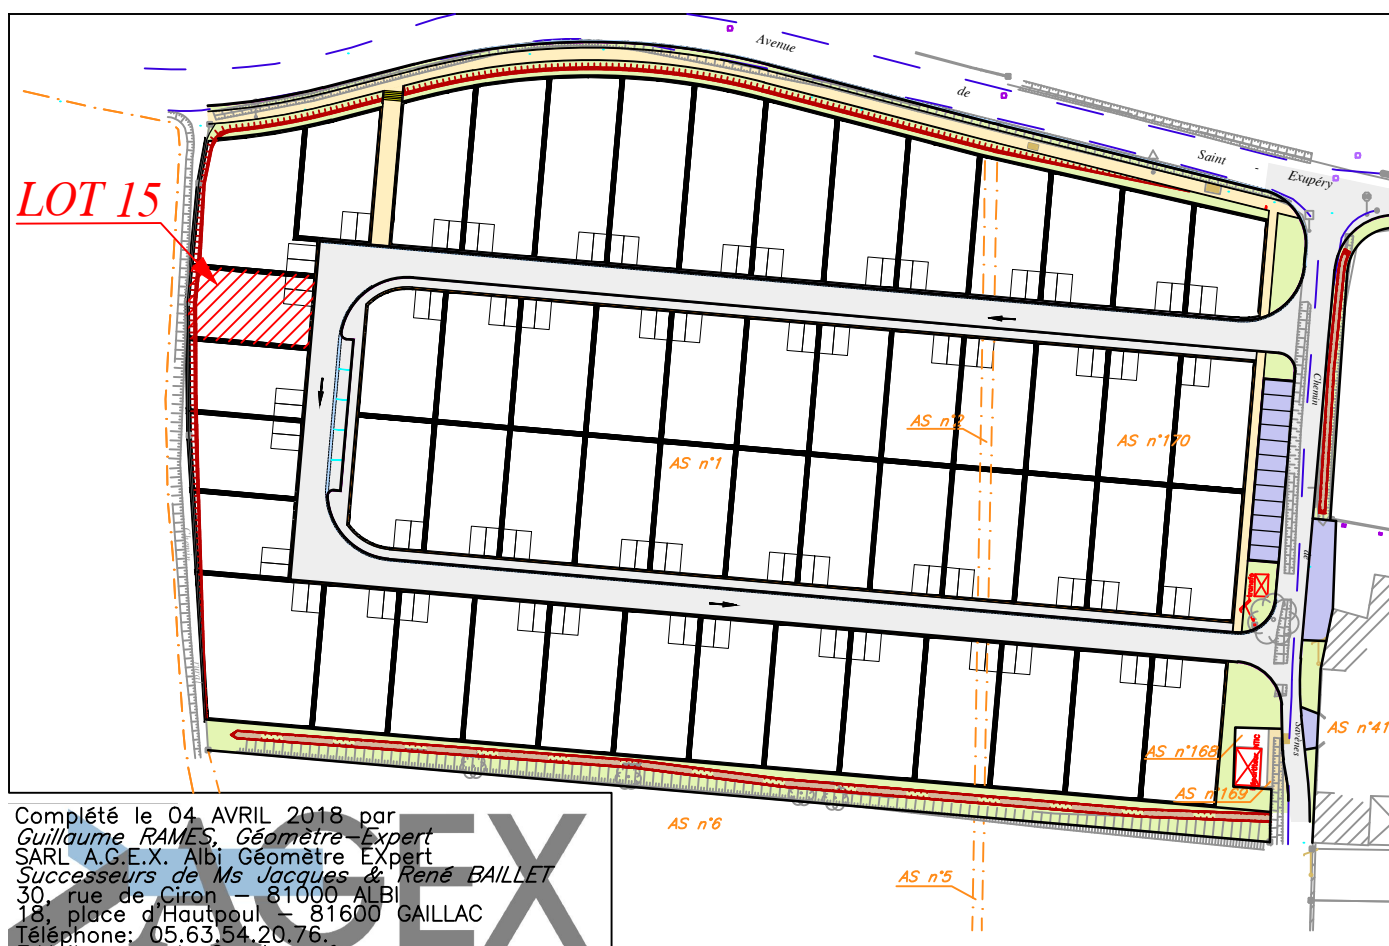 Avenue
de
Saint
Exupéry
LOT 15
Chemin
AS n°2
AS n°170
AS n°1
de
Savènes
AS n°41
AS n°168
AS n°169
AS n°6
AS n°5
Complété le 04 AVRIL 2018 par
Guillaume RAMES, Géomètre-Expert
SARL A.G.E.X. Albi Géomètre EXpert
Successeurs de Ms Jacques & René BAILLET
30, rue de Ciron - 81000 ALBI
18, place d'Hautpoul - 81600 GAILLAC
Téléphone: 05.63.54.20.76.
AGEX